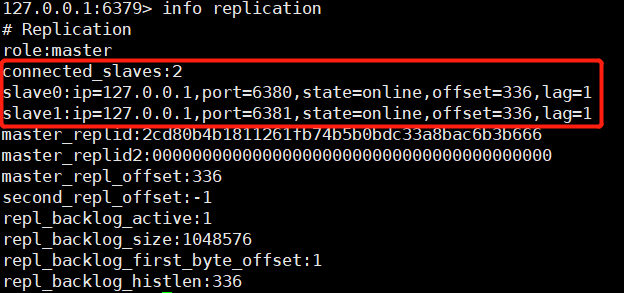 127.0.0.1:6379> info replication
# Replication
role:master
connected_slaves:2
slave0:ip=127.0.0.1,port=6380,state=online,offset=336,lag=1
slave1:ip=127.0.0.1,port=6381,state=online,offset=336,lag=1
master_replid:2cd80b4b1811261fb74b5b0bdc33a8bac6b3b666
master_replid2:0000000000000000000000000000000000000000
master_repl_offset:336
second_repl_offset:-1
repl_backlog_active:1
repl_backlog_size:1048576
repl_backlog_first_byte_offset:1
repl_backlog_histlen:336